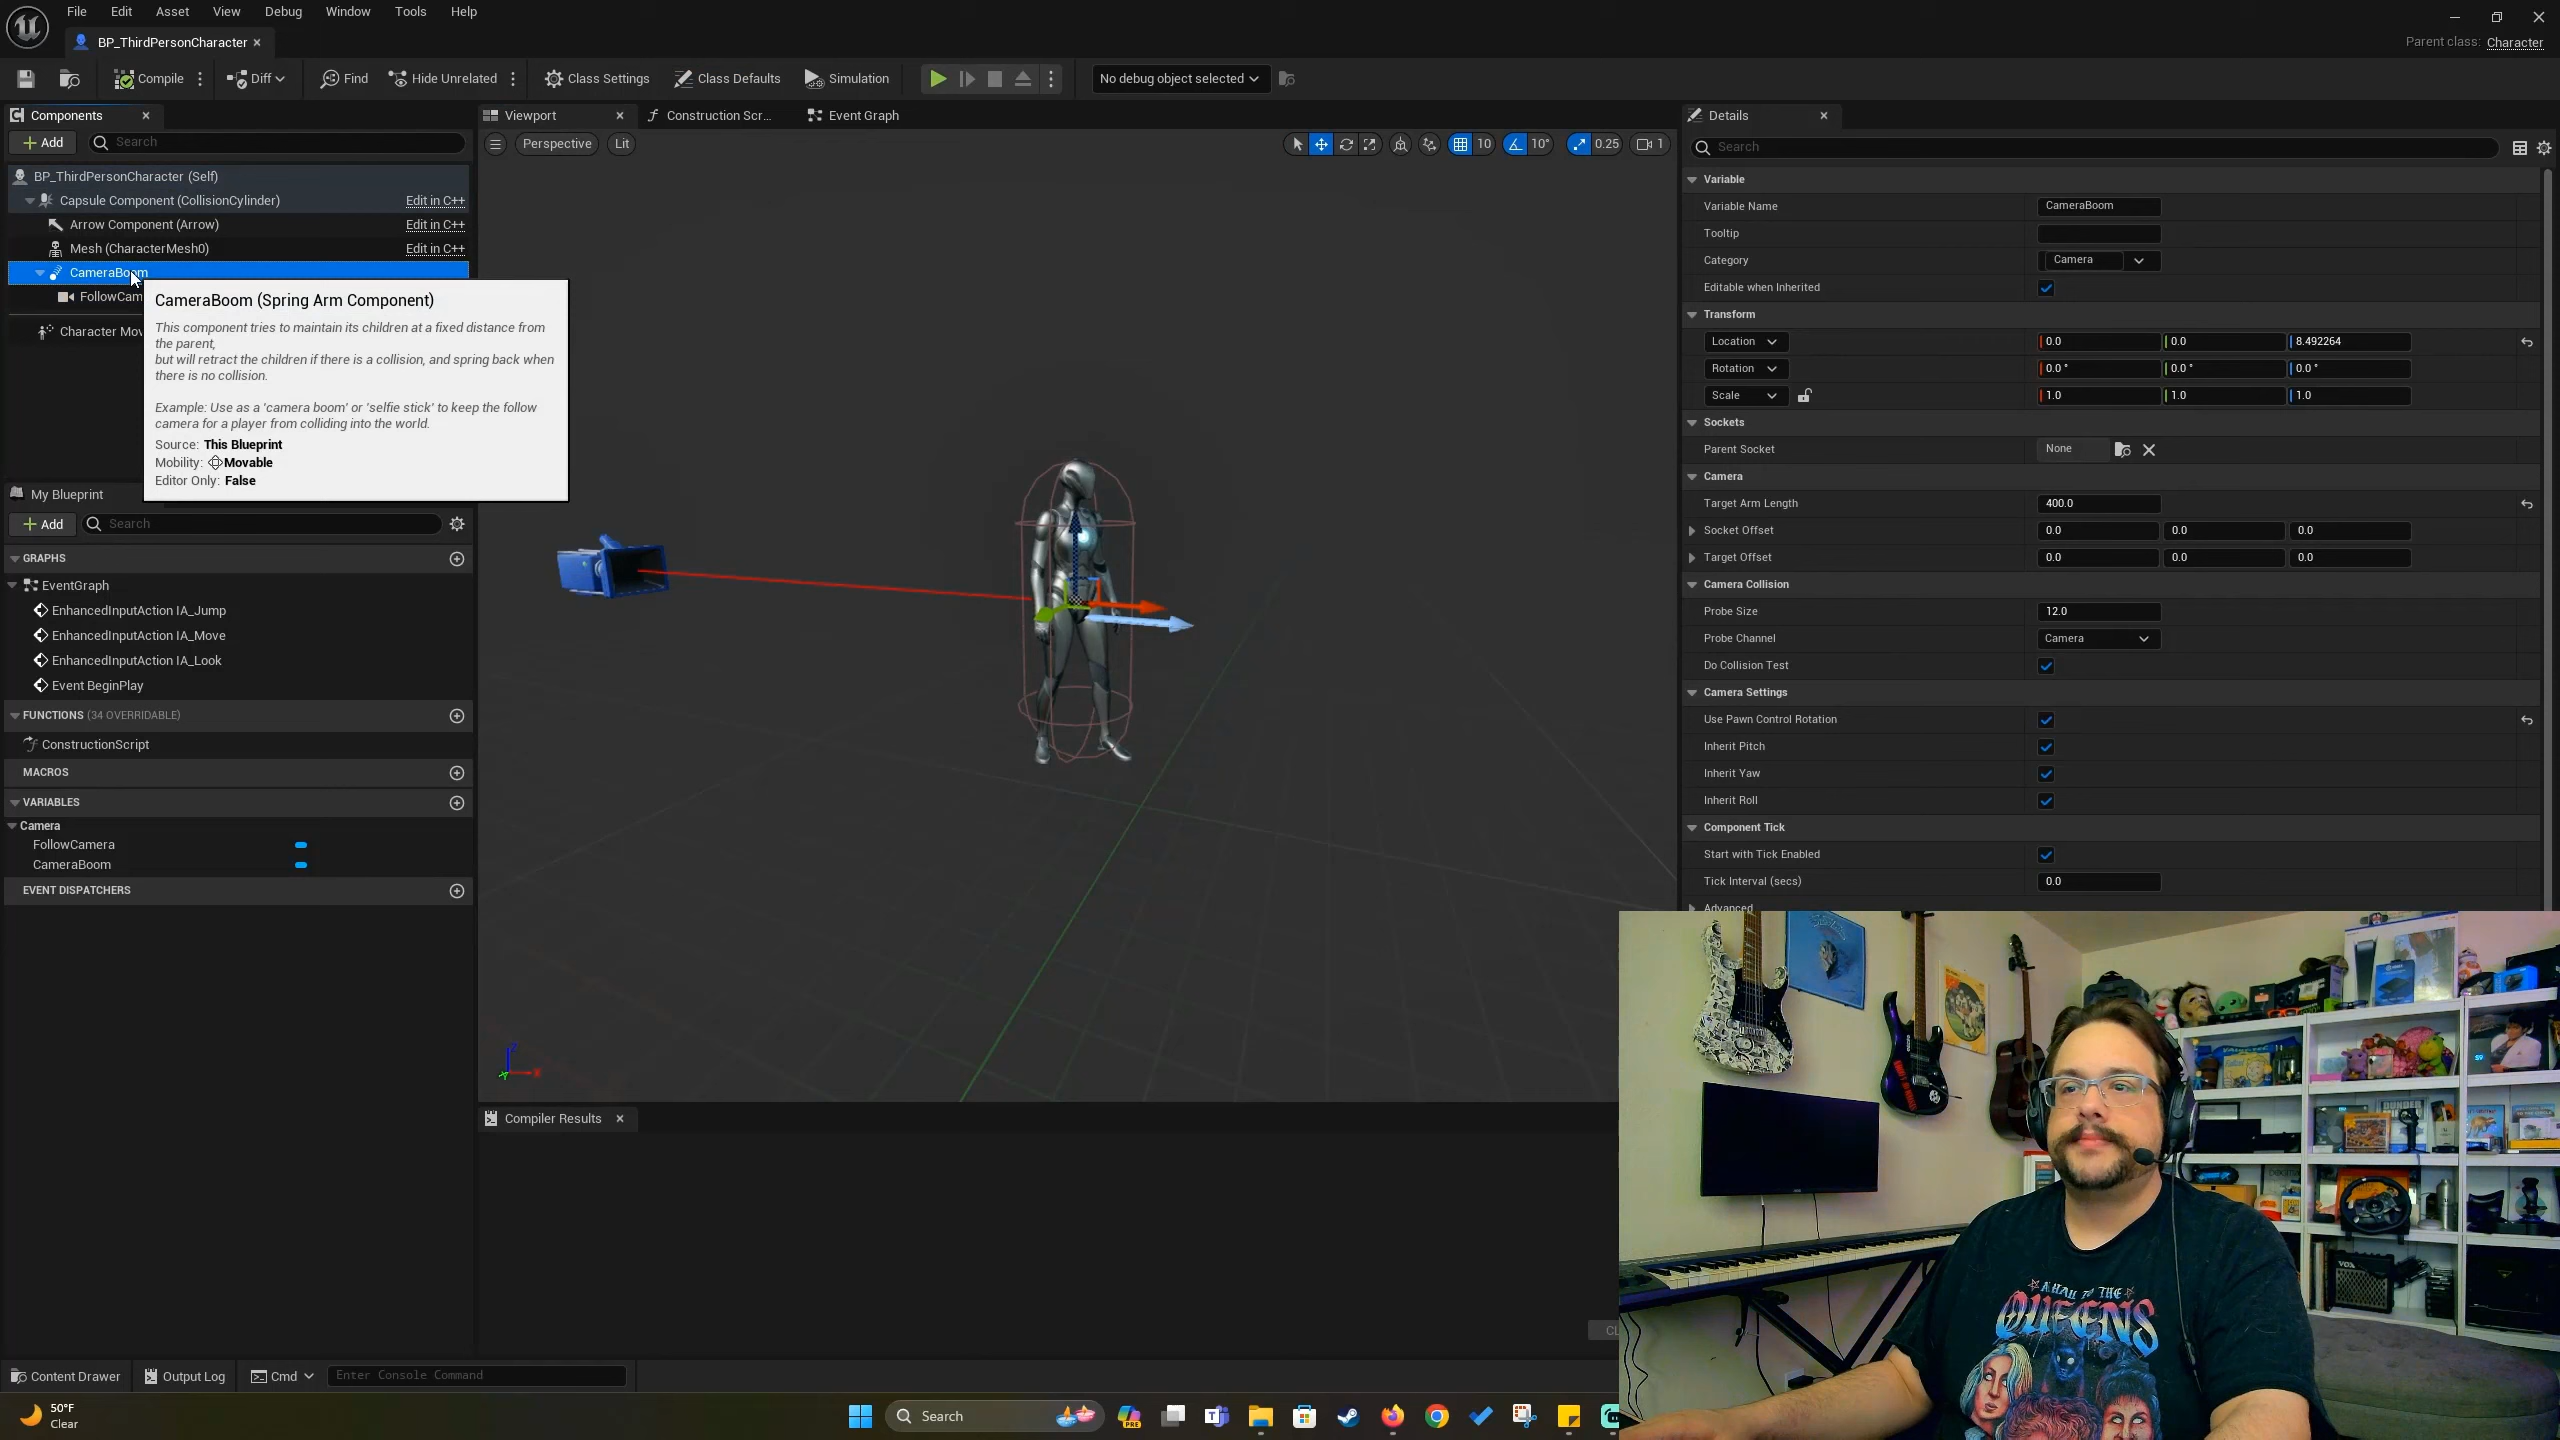 File Edit Asset View Debug Window Tools Help
BP_ThirdPersonCharacter
Parent class: Character
Compile Diff Find Hide Unrelated Class Settings Class Defaults Simulation No debug object selected
Components
Add Search
BP_ThirdPersonCharacter (Self)
Capsule Component (CollisionCylinder) Edit in C++
Arrow Component (Arrow) Edit in C++
Mesh (CharacterMesh0) Edit in C++
CameraBoom
FollowCam
Character Mov
CameraBoom (Spring Arm Component)
This component tries to maintain its children at a fixed distance from
the parent,
but will retract the children if there is a collision, and spring back when
there is no collision.
Example: Use as a 'camera boom' or 'selfie stick' to keep the follow
camera for a player from colliding into the world.
Source: This Blueprint
Mobility: Movable
Editor Only: False
My Blueprint
Add Search
GRAPHS
EventGraph
EnhancedInputAction IA_Jump
EnhancedInputAction IA_Move
EnhancedInputAction IA_Look
Event BeginPlay
FUNCTIONS (34 OVERRIDABLE)
ConstructionScript
MACROS
VARIABLES
Camera
FollowCamera
CameraBoom
EVENT DISPATCHERS
Viewport Construction Scr... Event Graph
Perspective Lit 10 10° 0.25 1
Z
X
Y
Compiler Results
CL
Details
Search
Variable
Variable Name CameraBoom
Tooltip
Category Camera
Editable when Inherited
Transform
Location 0.0 0.0 8.492264
Rotation 0.0 ° 0.0 ° 0.0 °
Scale 1.0 1.0 1.0
Sockets
Parent Socket None
Camera
Target Arm Length 400.0
Socket Offset 0.0 0.0 0.0
Target Offset 0.0 0.0 0.0
Camera Collision
Probe Size 12.0
Probe Channel Camera
Do Collision Test
Camera Settings
Use Pawn Control Rotation
Inherit Pitch
Inherit Yaw
Inherit Roll
Component Tick
Start with Tick Enabled
Tick Interval (secs) 0.0
Advanced
VOX
A HAIL TO THE
QUEENS
Content Drawer Output Log Cmd Enter Console Command
50°F
Clear
Search
PRE